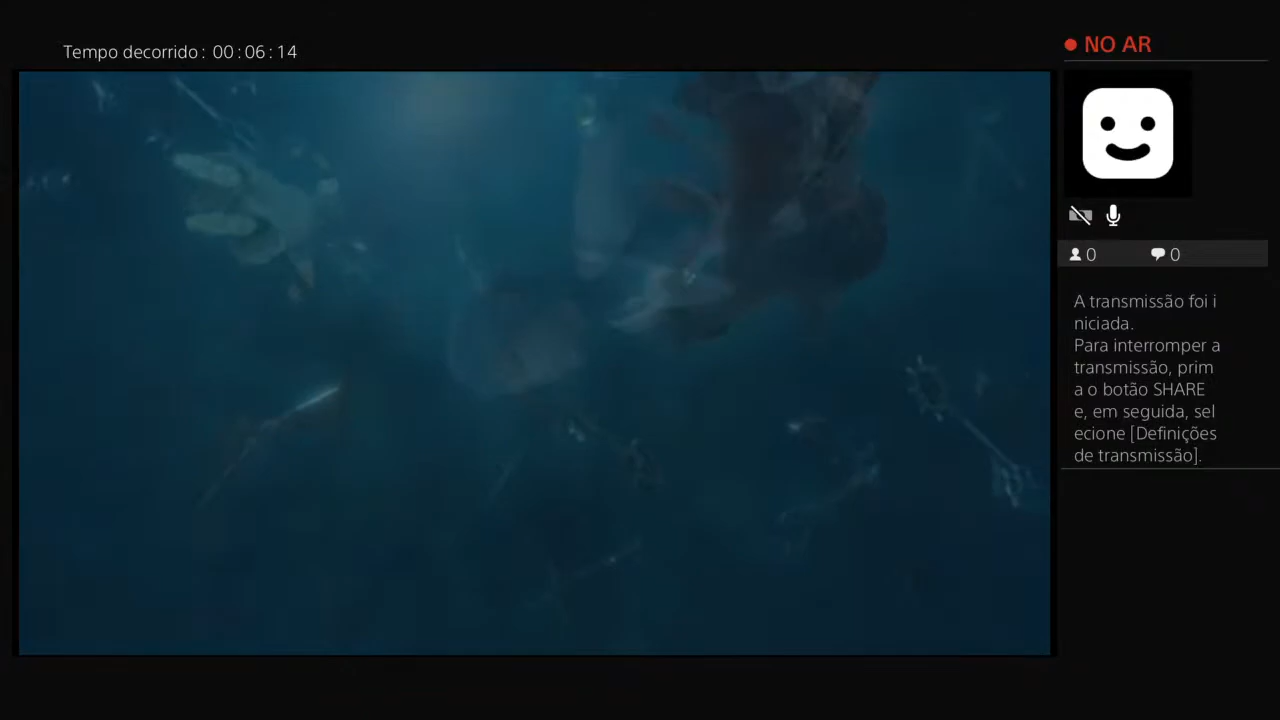 Tempo decorrido: 00:06:14
NO AR
0 0
A transmissão foi i
niciada.
Para interromper a
transmissão, prim
a o botão SHARE
e, em seguida, sel
ecione [Definições
de transmissão].